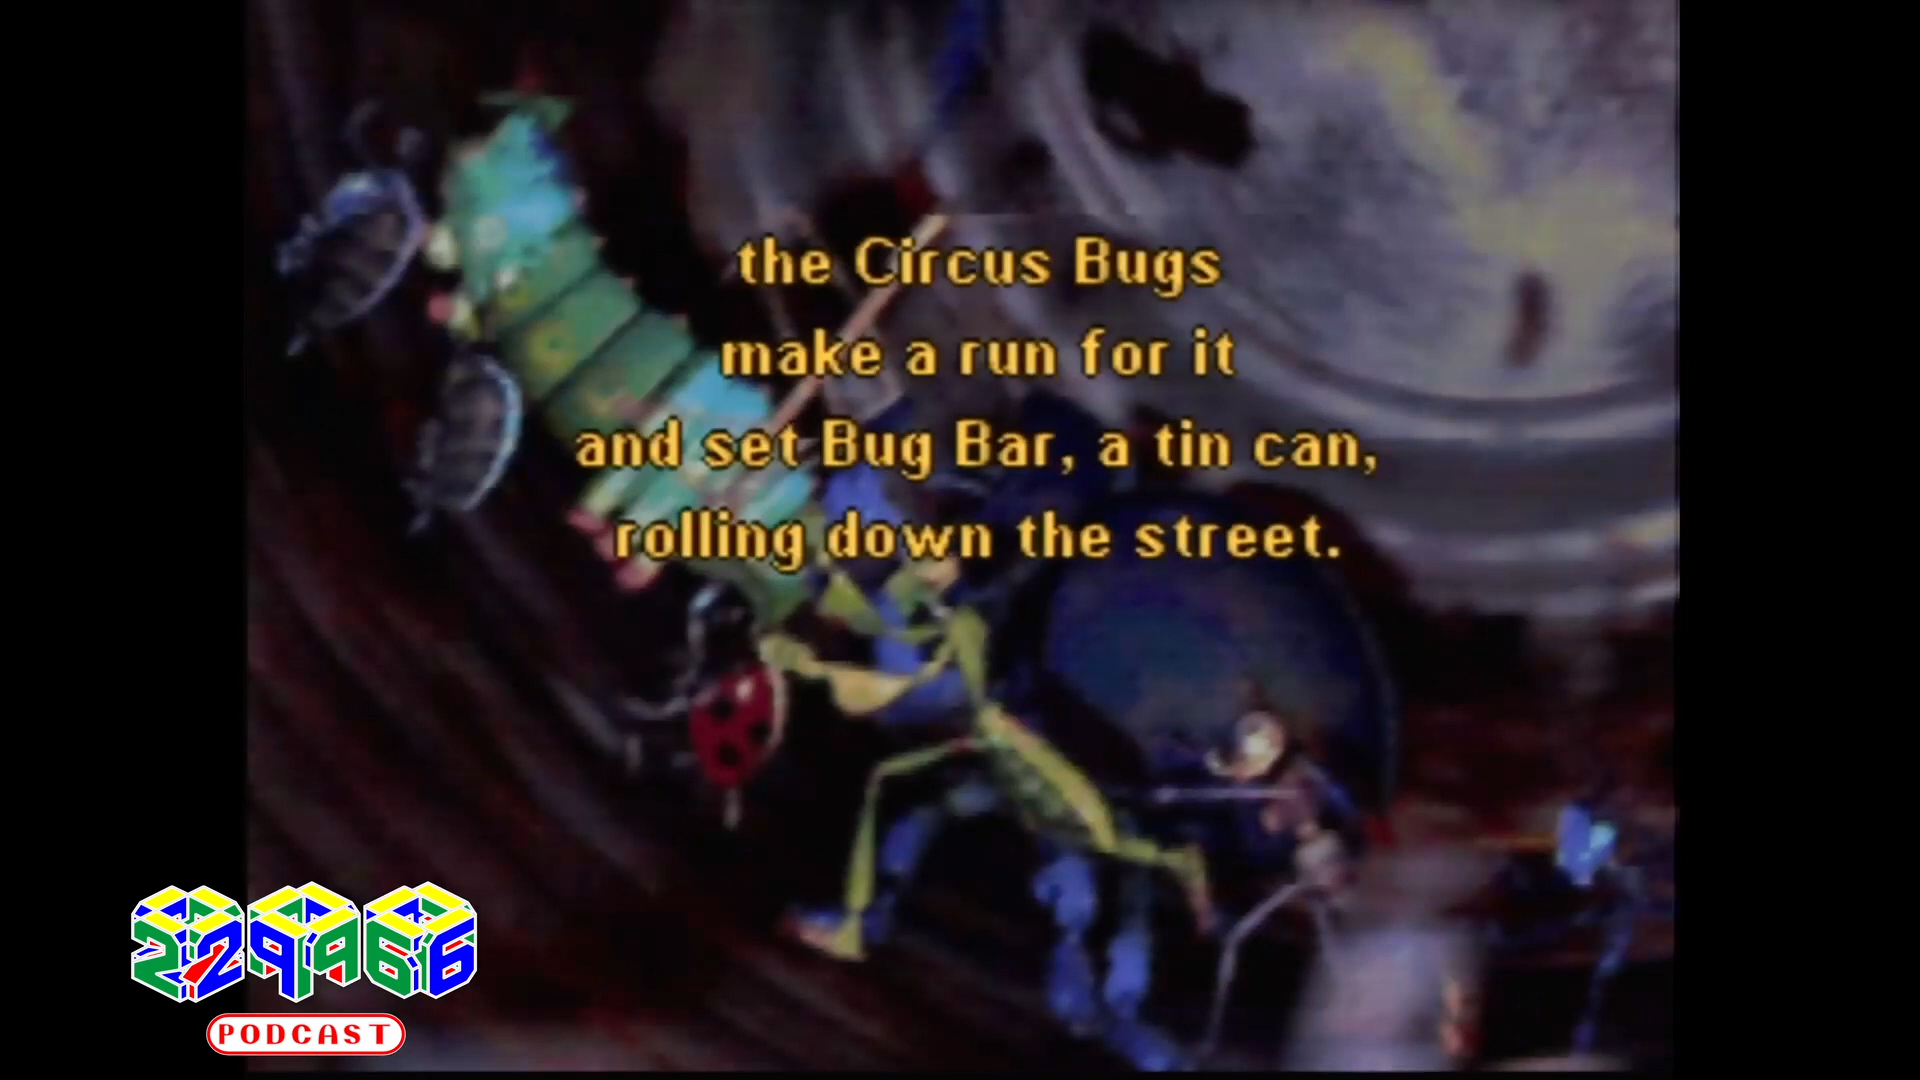 the Circus Bugs
make a run for it
and set Bug Bar, a tin can,
rolling down the street.
PODCAST